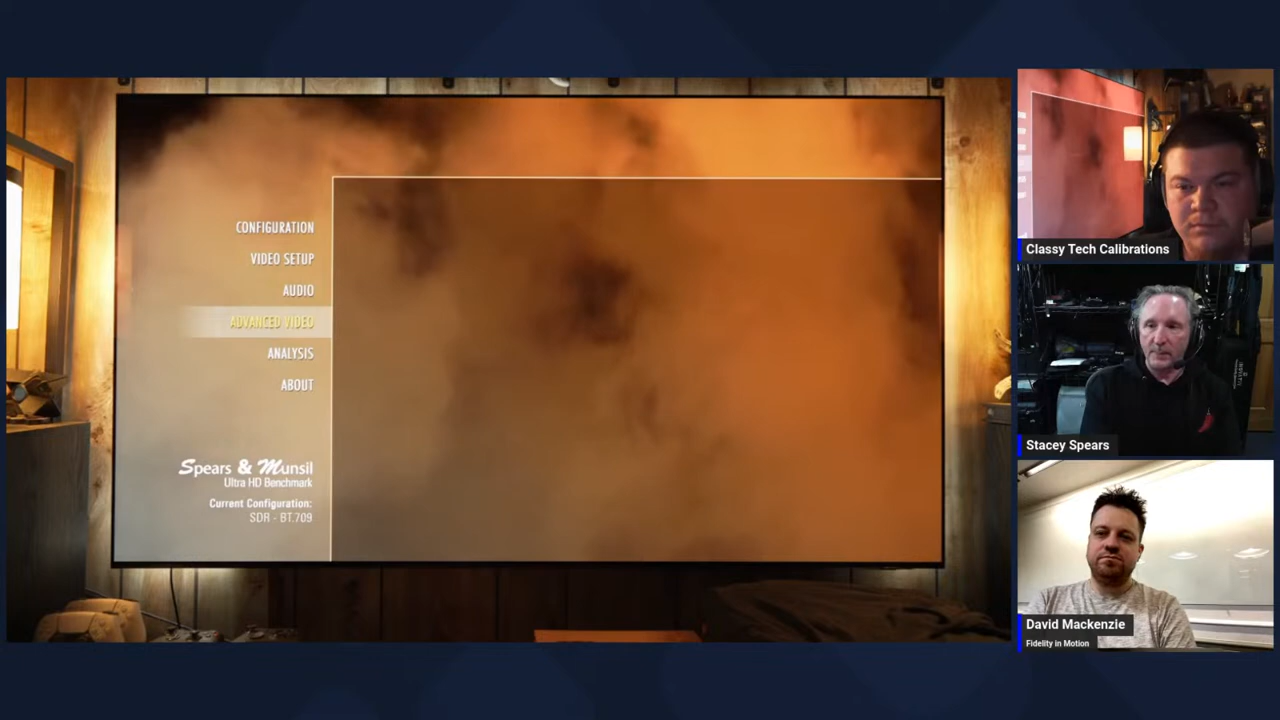 CONFIGURATION
VIDEO SETUP
AUDIO
ADVANCED VIDEO
ANALYSIS
ABOUT
Spears & Munsil
Ultra HD Benchmark
Current Configuration:
SDR - BT.709
Classy Tech Calibrations
Stacey Spears
David Mackenzie
Fidelity in Motion